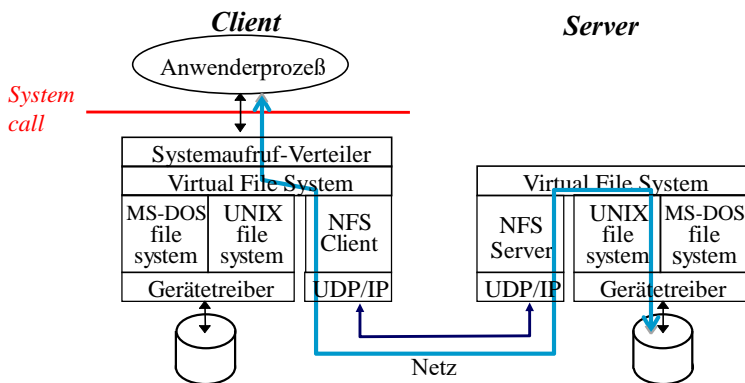 Client
Server
Anwenderprozeß
System
call
Systemaufruf-Verteiler
Virtual File System
MS-DOS
file
system
UNIX
file
system
NFS
Client
Gerätetreiber
UDP/IP
Virtual File System
NFS
Server
UNIX
file
system
MS-DOS
file
system
UDP/IP
Gerätetreiber
Netz